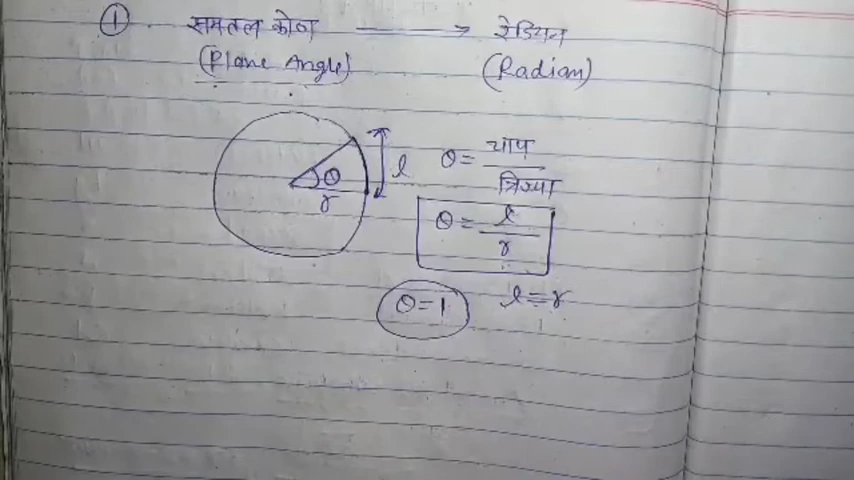 ① समतल कोण → रेडियन
(Plane Angle) (Radian)
θ = चाप / त्रिज्या
θ r l
θ = l / r
θ = 1 l = r